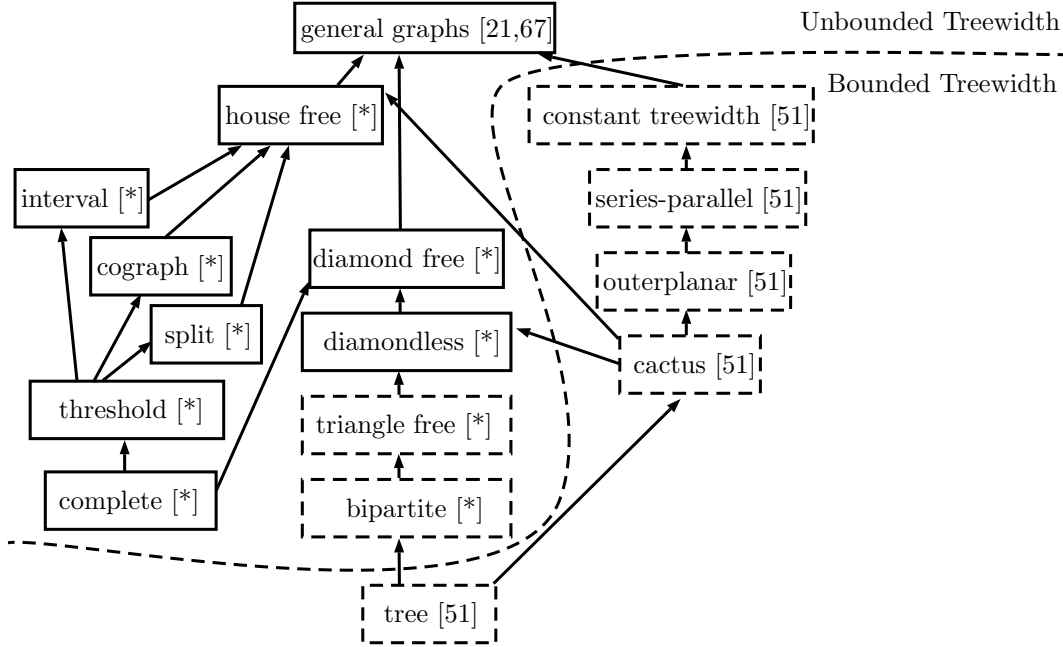 Unbounded Treewidth
general graphs [21,67]
Bounded Treewidth
house free [*]
constant treewidth [51]
interval [*]
series-parallel [51]
cograph [*]
diamond free [*]
outerplanar [51]
split [*]
diamondless [*]
cactus [51]
threshold [*]
triangle free [*]
complete [*]
bipartite [*]
tree [51]